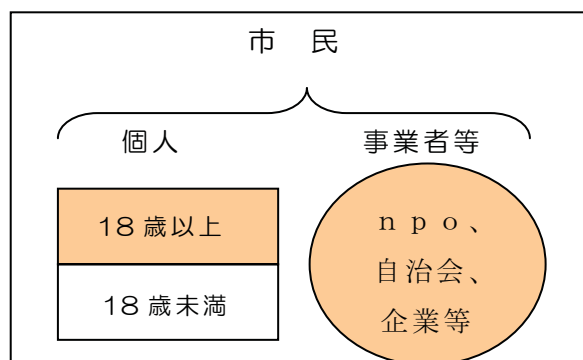 市　民
個人
事業者等
18歳以上
18歳未満
ｎｐｏ、
自治会、
企業等